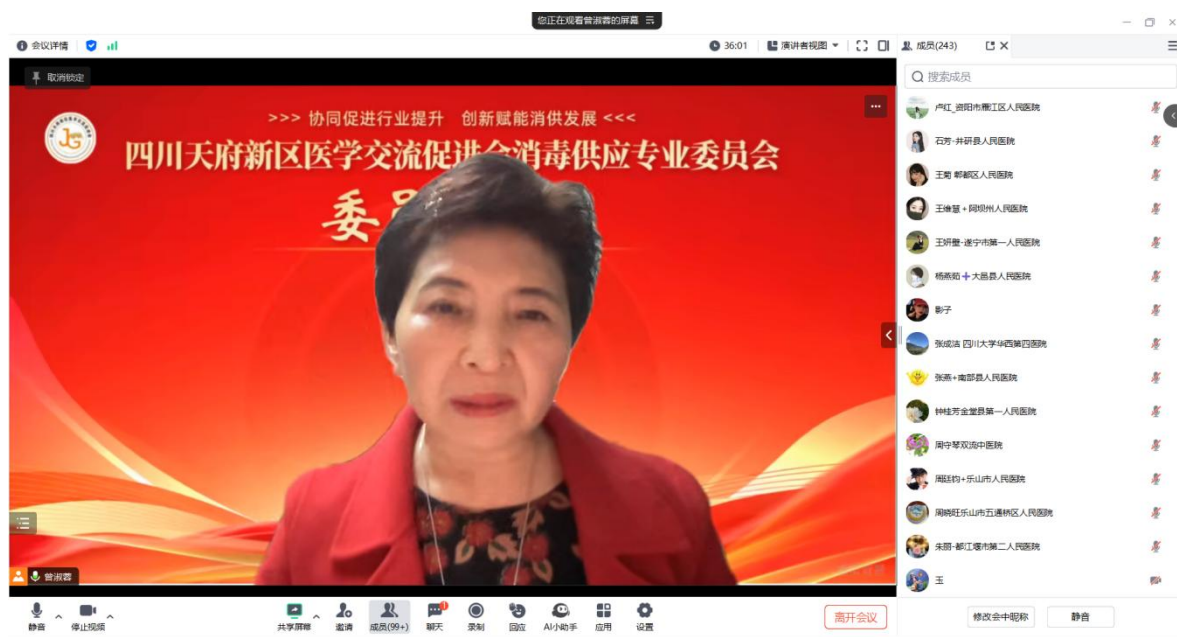 您正在观看曾淑蓉的屏幕
会议详情
36:01
演讲者视图
成员(243)
取消锁定
搜索成员
>>> 协同促进行业提升 创新赋能消供发展 <<<
四川天府新区医学交流促进会消毒供应专业委员会
委员
卢红_资阳市雁江区人民医院
石芳-井研县人民医院
王菊 郫都区人民医院
王维慧+阿坝州人民医院
王妍璧-遂宁市第一人民医院
杨燕茹+大邑县人民医院
影子
张成洁 四川大学华西第四医院
张燕+南部县人民医院
钟桂芳金堂县第一人民医院
周守琴双流中医院
周廷钧+乐山市人民医院
周晓旺乐山市五通桥区人民医院
朱丽-都江堰市第二人民医院
玉
曾淑蓉
静音
停止视频
共享屏幕
邀请
成员(99+)
聊天
录制
回应
AI小助手
应用
设置
离开会议
修改会中昵称
静音